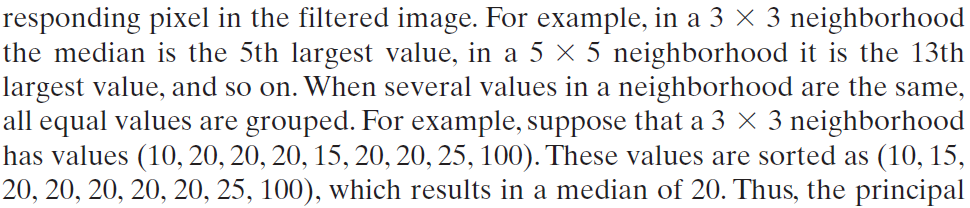 responding pixel in the filtered image. For example, in a 3 × 3 neighborhood
the median is the 5th largest value, in a 5 × 5 neighborhood it is the 13th
largest value, and so on. When several values in a neighborhood are the same,
all equal values are grouped. For example, suppose that a 3 × 3 neighborhood
has values (10, 20, 20, 20, 15, 20, 20, 25, 100). These values are sorted as (10, 15,
20, 20, 20, 20, 20, 25, 100), which results in a median of 20. Thus, the principal